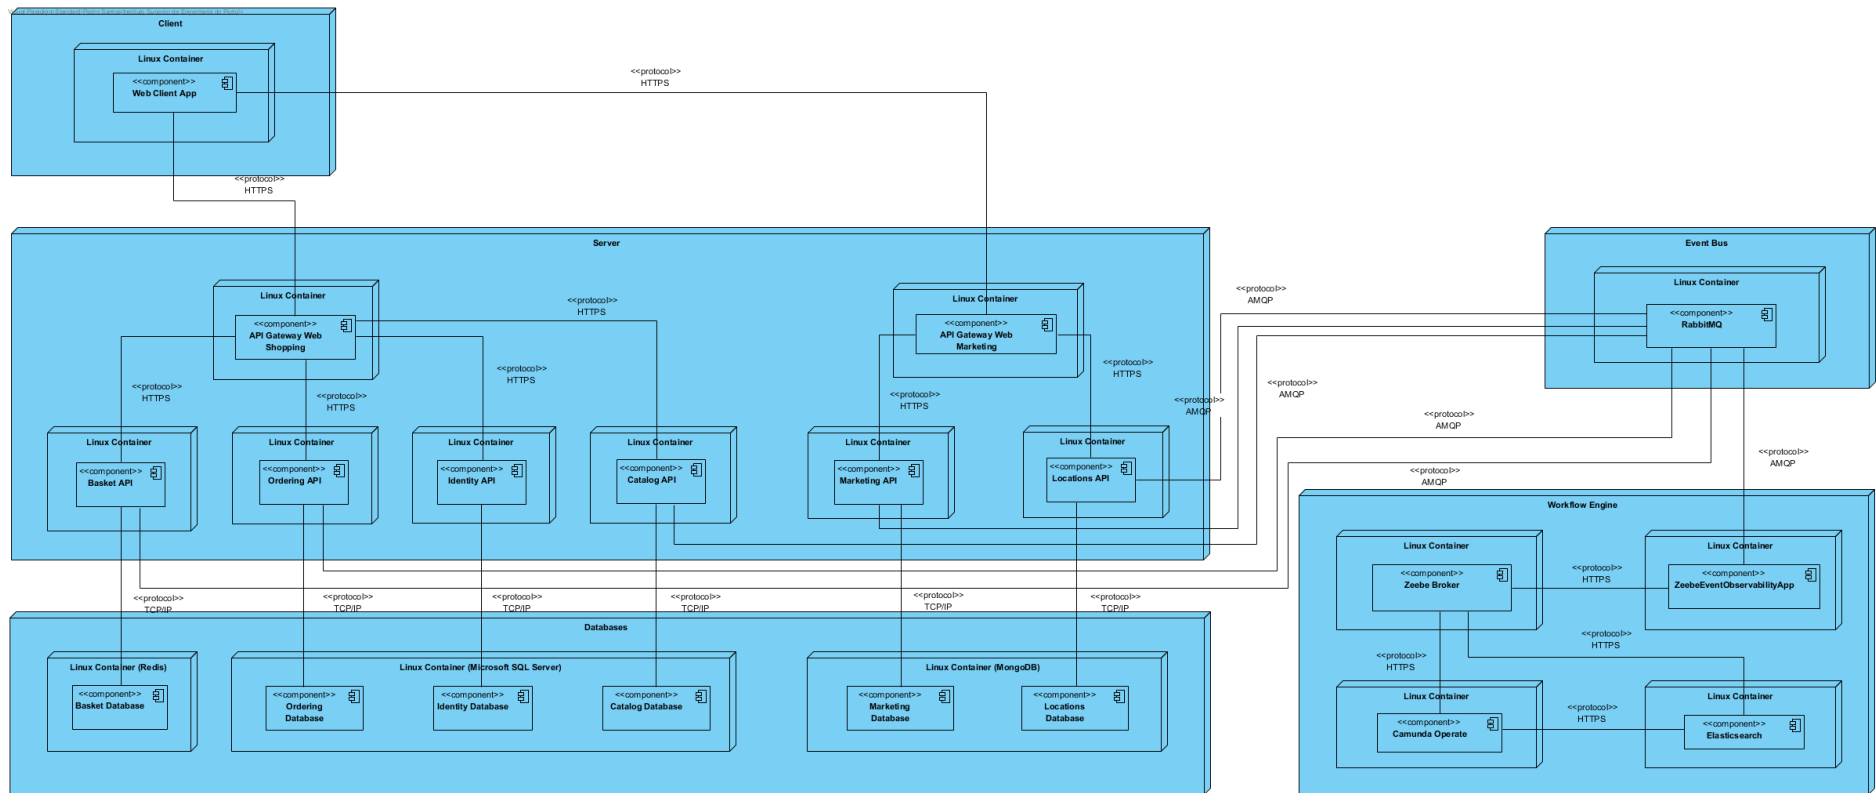 Client
Linux Container
<<component>>
Web Client App
<<protocol>>
HTTPS
<<protocol>>
HTTPS
Server
Linux Container
<<component>>
API Gateway Web
Shopping
<<protocol>>
HTTPS
Linux Container
<<component>>
API Gateway Web
Marketing
<<protocol>>
HTTPS
<<protocol>>
HTTPS
<<protocol>>
HTTPS
<<protocol>>
HTTPS
<<protocol>>
HTTPS
<<protocol>>
AMQP
<<protocol>>
AMQP
<<protocol>>
AMQP
<<protocol>>
AMQP
<<protocol>>
AMQP
<<protocol>>
AMQP
Event Bus
Linux Container
<<component>>
RabbitMQ
Linux Container
<<component>>
Basket API
Linux Container
<<component>>
Ordering API
Linux Container
<<component>>
Identity API
Linux Container
<<component>>
Catalog API
Linux Container
<<component>>
Marketing API
Linux Container
<<component>>
Locations API
<<protocol>>
TCP/IP
<<protocol>>
TCP/IP
<<protocol>>
TCP/IP
<<protocol>>
TCP/IP
<<protocol>>
TCP/IP
<<protocol>>
TCP/IP
Databases
Linux Container (Redis)
<<component>>
Basket Database
Linux Container (Microsoft SQL Server)
<<component>>
Ordering
Database
<<component>>
Identity Database
<<component>>
Catalog Database
Linux Container (MongoDB)
<<component>>
Marketing
Database
<<component>>
Locations
Database
Workflow Engine
Linux Container
<<component>>
Zeebe Broker
<<protocol>>
HTTPS
Linux Container
<<component>>
ZeebeEventObservabilityApp
<<protocol>>
HTTPS
<<protocol>>
HTTPS
Linux Container
<<component>>
Camunda Operate
<<protocol>>
HTTPS
Linux Container
<<component>>
Elasticsearch